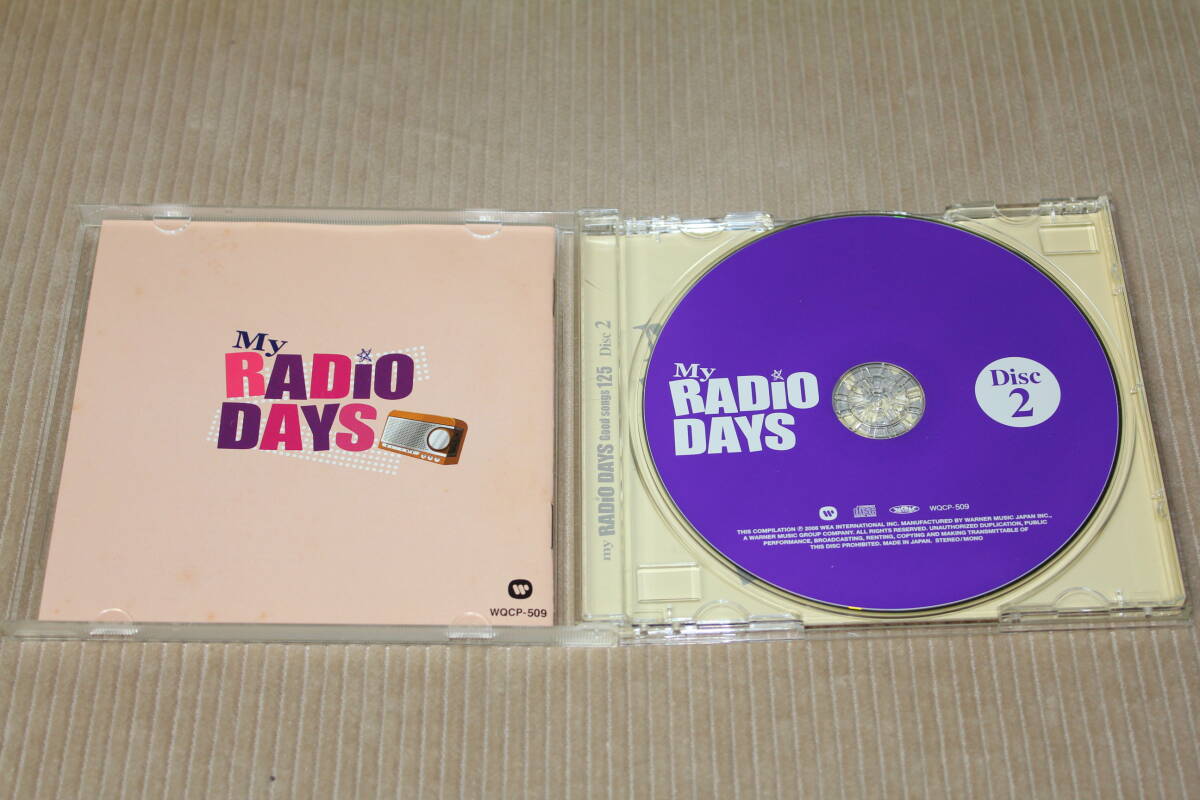 My
RADiO
DAYS
WQCP-509
my RADiO DAYS Good songs 125 Disc 2
My
RADiO
DAYS
Disc
2
WQCP-509
THIS COMPILATION ℗ 2006 WEA INTERNATIONAL INC. MANUFACTURED BY WARNER MUSIC JAPAN INC.,
A WARNER MUSIC GROUP COMPANY. ALL RIGHTS RESERVED. UNAUTHORIZED DUPLICATION, PUBLIC
PERFORMANCE, BROADCASTING, RENTING, COPYING AND MAKING TRANSMITTABLE OF
THIS DISC PROHIBITED. MADE IN JAPAN. STEREO/MONO